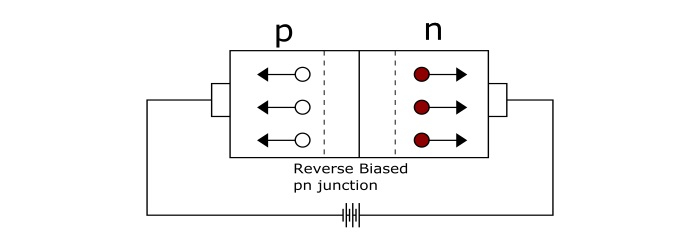 p
n
Reverse Biased
pn junction